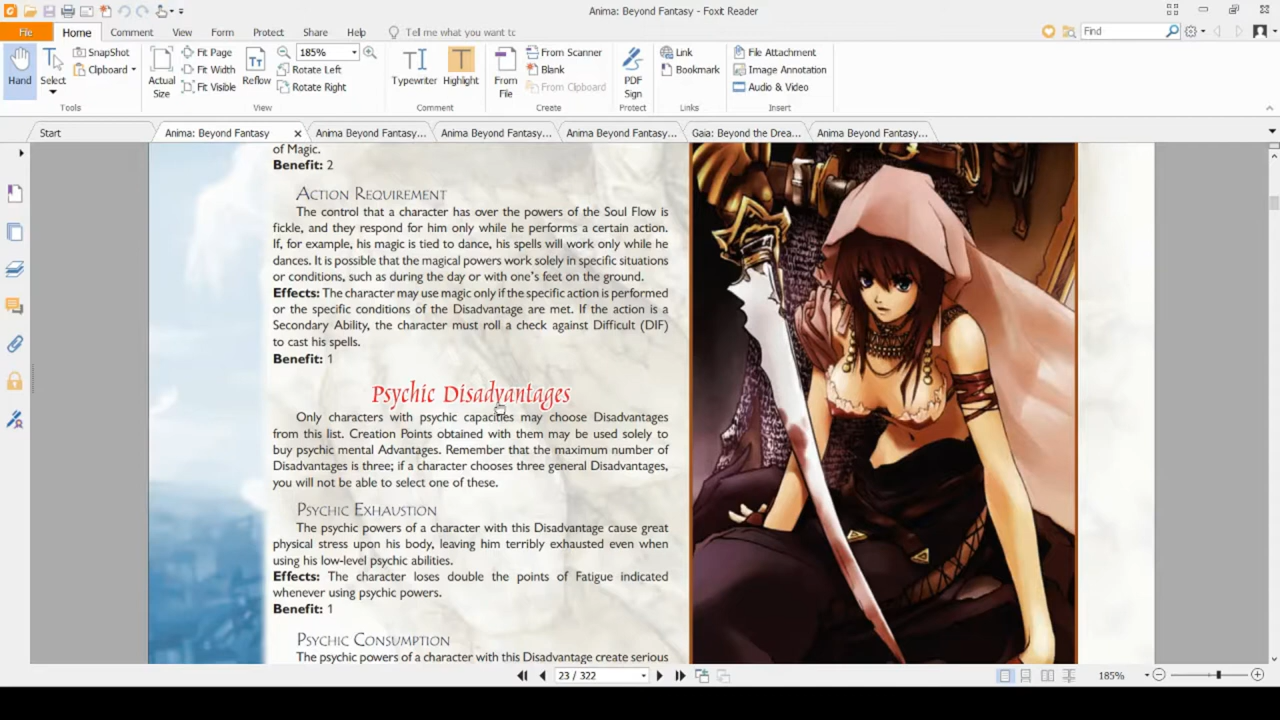 Anima: Beyond Fantasy - Foxit Reader
File Home Comment View Form Protect Share Help Tell me what you want to Find
Hand
Select
SnapShot
Clipboard
Tools
Actual Size
Fit Page
Fit Width
Fit Visible
Reflow
185%
Rotate Left
Rotate Right
View
Typewriter
Highlight
Comment
From File
From Scanner
Blank
From Clipboard
Create
PDF Sign
Protect
Link
Bookmark
Links
File Attachment
Image Annotation
Audio & Video
Insert
Start Anima: Beyond Fantasy Anima Beyond Fantasy... Anima Beyond Fantasy... Anima Beyond Fantasy... Gaia: Beyond the Drea... Anima Beyond Fantasy...
of Magic.
Benefit: 2
Action Requirement
The control that a character has over the powers of the Soul Flow is
fickle, and they respond for him only while he performs a certain action.
If, for example, his magic is tied to dance, his spells will work only while he
dances. It is possible that the magical powers work solely in specific situations
or conditions, such as during the day or with one's feet on the ground.
Effects: The character may use magic only if the specific action is performed
or the specific conditions of the Disadvantage are met. If the action is a
Secondary Ability, the character must roll a check against Difficult (DIF)
to cast his spells.
Benefit: 1
Psychic Disadvantages
Only characters with psychic capacities may choose Disadvantages
from this list. Creation Points obtained with them may be used solely to
buy psychic mental Advantages. Remember that the maximum number of
Disadvantages is three; if a character chooses three general Disadvantages,
you will not be able to select one of these.
Psychic Exhaustion
The psychic powers of a character with this Disadvantage cause great
physical stress upon his body, leaving him terribly exhausted even when
using his low-level psychic abilities.
Effects: The character loses double the points of Fatigue indicated
whenever using psychic powers.
Benefit: 1
Psychic Consumption
The psychic powers of a character with this Disadvantage create serious
23 / 322
185%